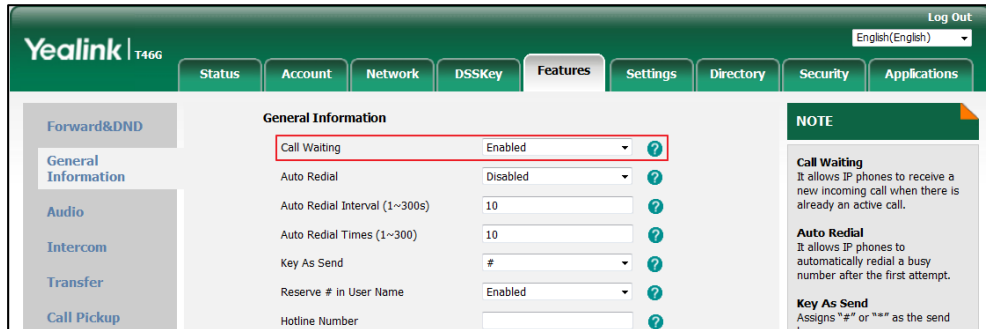 Log Out
Yealink T46G
English(English)
Status Account Network DSSKey Features Settings Directory Security Applications
Forward&DND
General
Information
Audio
Intercom
Transfer
Call Pickup
General Information
Call Waiting Enabled
Auto Redial Disabled
Auto Redial Interval (1~300s) 10
Auto Redial Times (1~300) 10
Key As Send #
Reserve # in User Name Enabled
Hotline Number
NOTE
Call Waiting
It allows IP phones to receive a
new incoming call when there is
already an active call.
Auto Redial
It allows IP phones to
automatically redial a busy
number after the first attempt.
Key As Send
Assigns "#" or "*" as the send